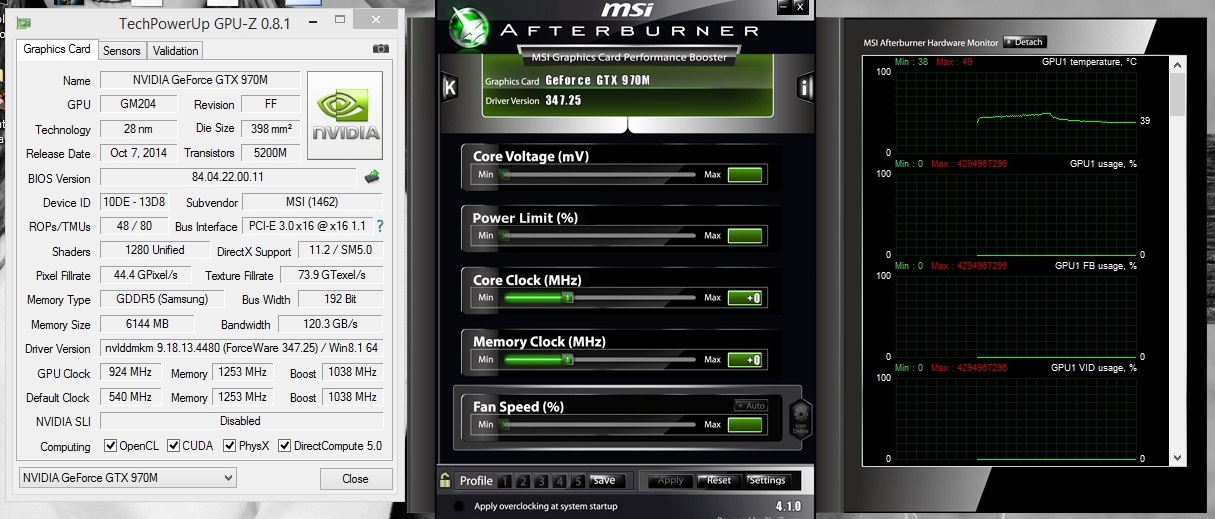 TechPowerUp GPU-Z 0.8.1
Graphics Card Sensors Validation
Name NVIDIA GeForce GTX 970M
GPU GM204 Revision FF
Technology 28 nm Die Size 398 mm²
Release Date Oct 7, 2014 Transistors 5200M
BIOS Version 84.04.22.00.11
Device ID 10DE - 13D8 Subvendor MSI (1462)
ROPs/TMUs 48 / 80 Bus Interface PCI-E 3.0 x16 @ x16 1.1 ?
Shaders 1280 Unified DirectX Support 11.2 / SM5.0
Pixel Fillrate 44.4 GPixel/s Texture Fillrate 73.9 GTexel/s
Memory Type GDDR5 (Samsung) Bus Width 192 Bit
Memory Size 6144 MB Bandwidth 120.3 GB/s
Driver Version nvlddmkm 9.18.13.4480 (ForceWare 347.25) / Win8.1 64
GPU Clock 924 MHz Memory 1253 MHz Boost 1038 MHz
Default Clock 540 MHz Memory 1253 MHz Boost 1038 MHz
NVIDIA SLI Disabled
Computing OpenCL CUDA PhysX DirectCompute 5.0
NVIDIA GeForce GTX 970M Close
nVIDIA
msi
AFTERBURNER
MSI Graphics Card Performance Booster
K
i
Graphics Card GeForce GTX 970M
Driver Version 347.25
Core Voltage (mV)
Min Max
Power Limit (%)
Min Max
Core Clock (MHz)
Min Max +0
Memory Clock (MHz)
Min Max +0
Fan Speed (%) Auto
Min Max
User Define
Profile 1 2 3 4 5 save Apply Reset Settings
Apply overclocking at system startup 4.1.0
MSI Afterburner Hardware Monitor Detach
Min : 38 Max : 49 GPU1 temperature, °C
100
39
0
Min : 0 Max : 4294967296 GPU1 usage, %
100
0 0
Min : 0 Max : 4294967296 GPU1 FB usage, %
100
0 0
Min : 0 Max : 4294967296 GPU1 VID usage, %
100
0 0